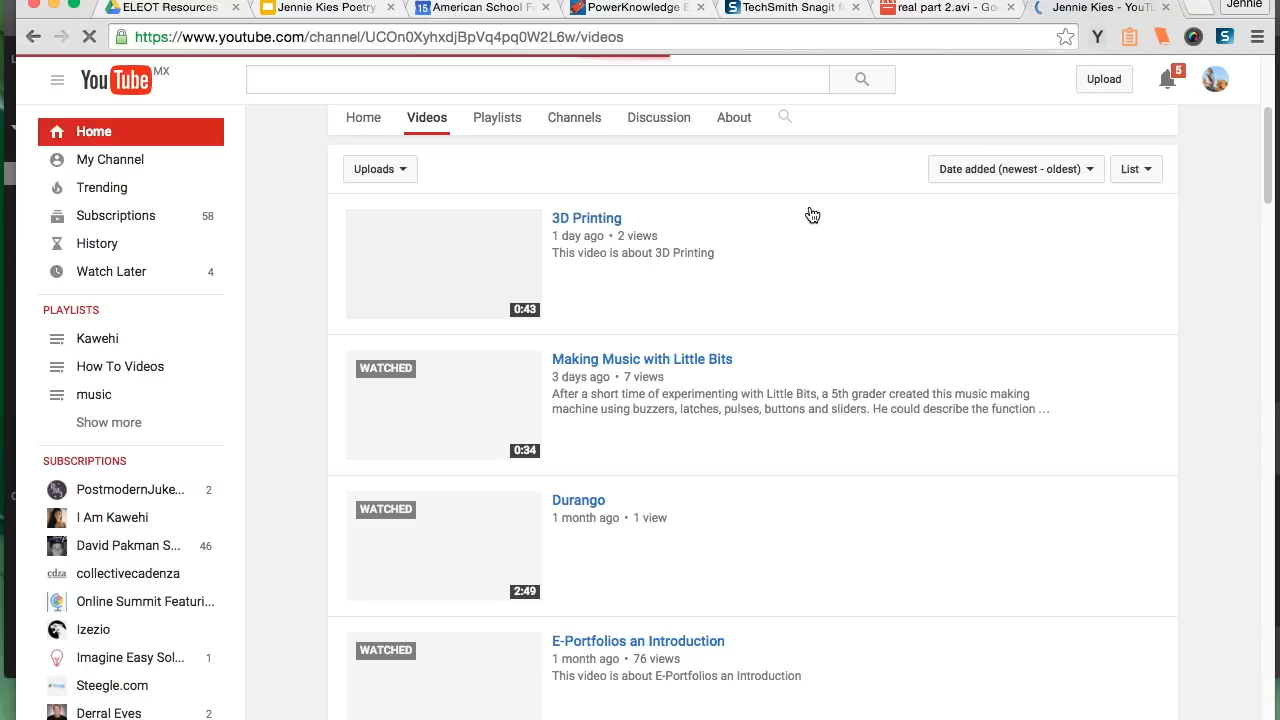 ELEOT Resources
Jennie Kies Poetry
American School F
PowerKnowledge E
TechSmith Snagit f
real part 2.avi - Go
Jennie Kies - YouT
Jennie
https://www.youtube.com/channel/UCOn0XyhxdjBpVq4pq0W2L6w/videos
YouTube MX
Upload
5
Home
Videos
Playlists
Channels
Discussion
About
Home
My Channel
Trending
Subscriptions 58
History
Watch Later 4
PLAYLISTS
Kawehi
How To Videos
music
Show more
SUBSCRIPTIONS
PostmodernJuke... 2
I Am Kawehi
David Pakman S... 46
cdza collectivecadenza
Online Summit Featuri...
Izezio
Imagine Easy Sol... 1
Steegle.com
Derral Eves 2
Uploads
Date added (newest - oldest)
List
3D Printing
1 day ago • 2 views
This video is about 3D Printing
0:43
WATCHED
Making Music with Little Bits
3 days ago • 7 views
After a short time of experimenting with Little Bits, a 5th grader created this music making
machine using buzzers, latches, pulses, buttons and sliders. He could describe the function ...
0:34
WATCHED
Durango
1 month ago • 1 view
2:49
WATCHED
E-Portfolios an Introduction
1 month ago • 76 views
This video is about E-Portfolios an Introduction